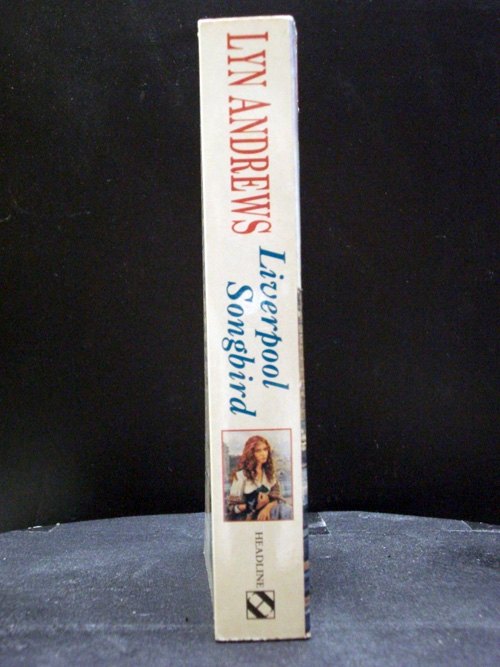 LYN ANDREWS
Liverpool
Songbird
HEADLINE